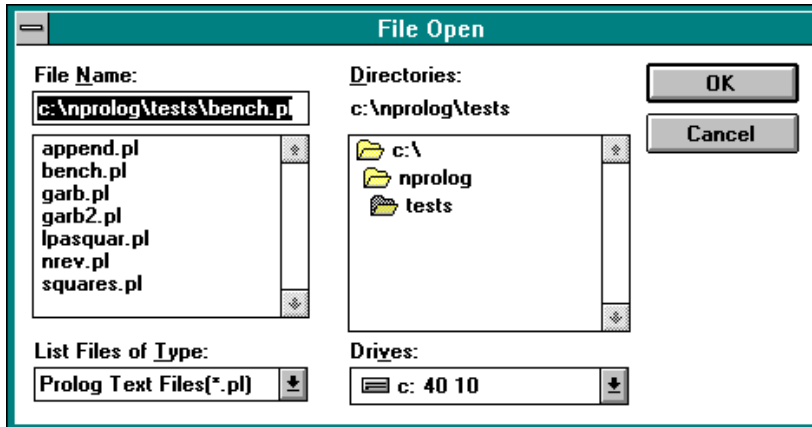 File Open
File Name:
c:\nprolog\tests\bench.pl
append.pl
bench.pl
garb.pl
garb2.pl
lpasquar.pl
nrev.pl
squares.pl
List Files of Type:
Prolog Text Files(*.pl)
Directories:
c:\nprolog\tests
c:\
nprolog
tests
Drives:
c: 40 10
OK
Cancel